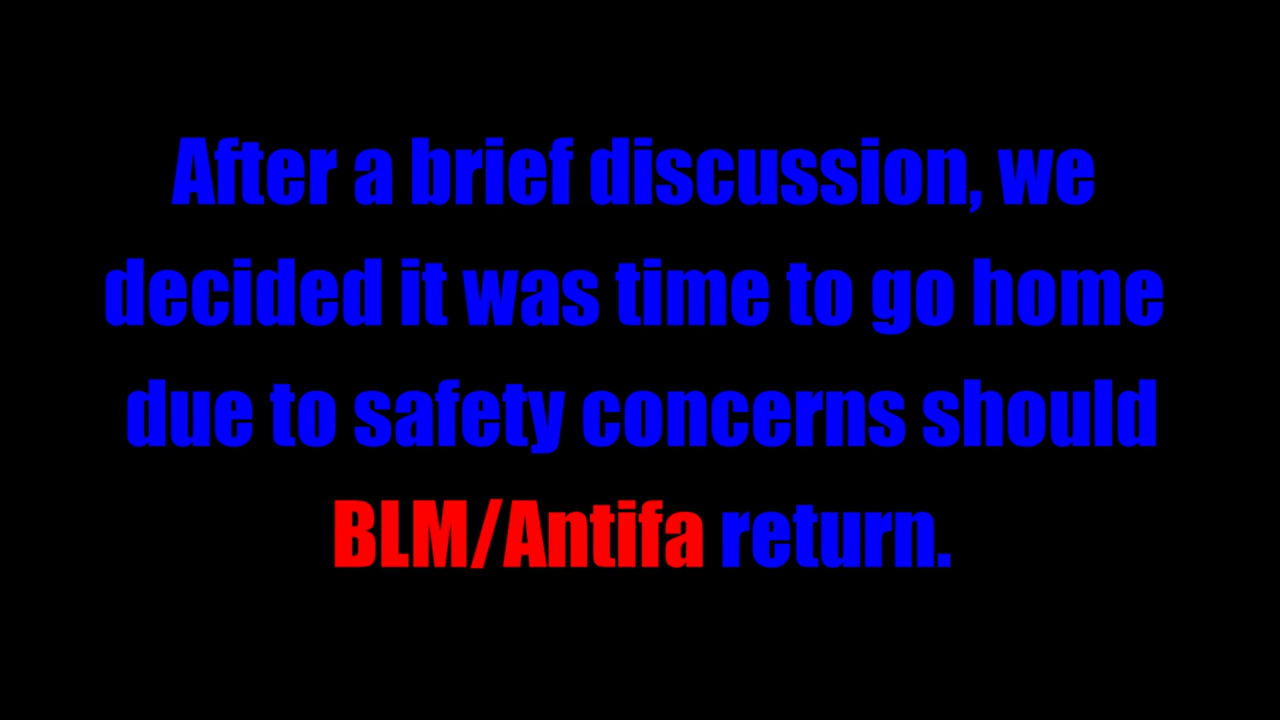 After a brief discussion, we
decided it was time to go home
due to safety concerns should
BLM/Antifa return.